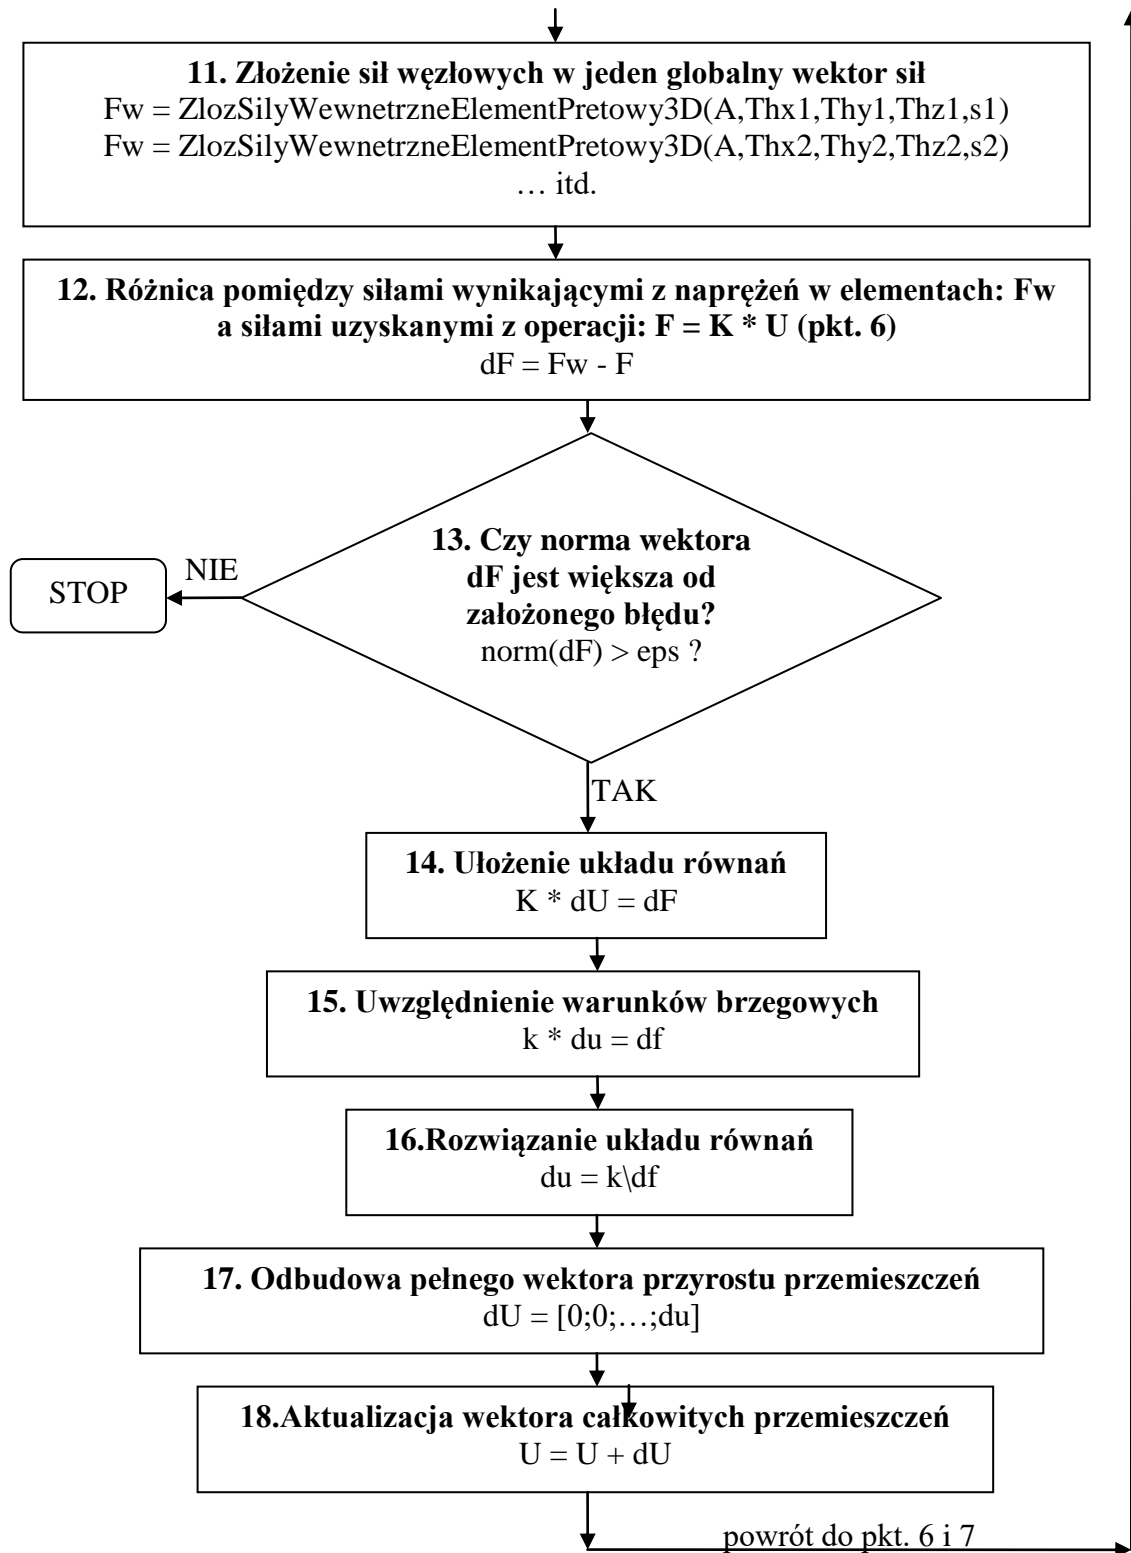 11. Złożenie sił węzłowych w jeden globalny wektor sił
Fw = ZlozSilyWewnetrzneElementPretowy3D(A,Thx1,Thy1,Thz1,s1)
Fw = ZlozSilyWewnetrzneElementPretowy3D(A,Thx2,Thy2,Thz2,s2)
… itd.
12. Różnica pomiędzy siłami wynikającymi z naprężeń w elementach: Fw
a siłami uzyskanymi z operacji: F = K * U (pkt. 6)
dF = Fw - F
13. Czy norma wektora
dF jest większa od
założonego błędu?
norm(dF) > eps ?
NIE
STOP
TAK
14. Ułożenie układu równań
K * dU = dF
15. Uwzględnienie warunków brzegowych
k * du = df
16.Rozwiązanie układu równań
du = k\df
17. Odbudowa pełnego wektora przyrostu przemieszczeń
dU = [0;0;…;du]
18.Aktualizacja wektora całkowitych przemieszczeń
U = U + dU
powrót do pkt. 6 i 7